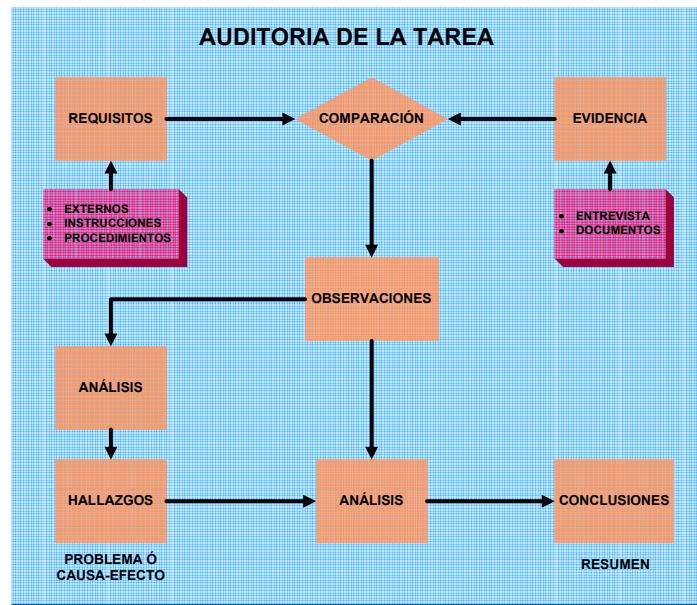 AUDITORIA DE LA TAREA
REQUISITOS
COMPARACIÓN
EVIDENCIA
• EXTERNOS
• INSTRUCCIONES
• PROCEDIMIENTOS
• ENTREVISTA
• DOCUMENTOS
OBSERVACIONES
ANÁLISIS
HALLAZGOS
ANÁLISIS
CONCLUSIONES
PROBLEMA Ó
CAUSA-EFECTO
RESUMEN